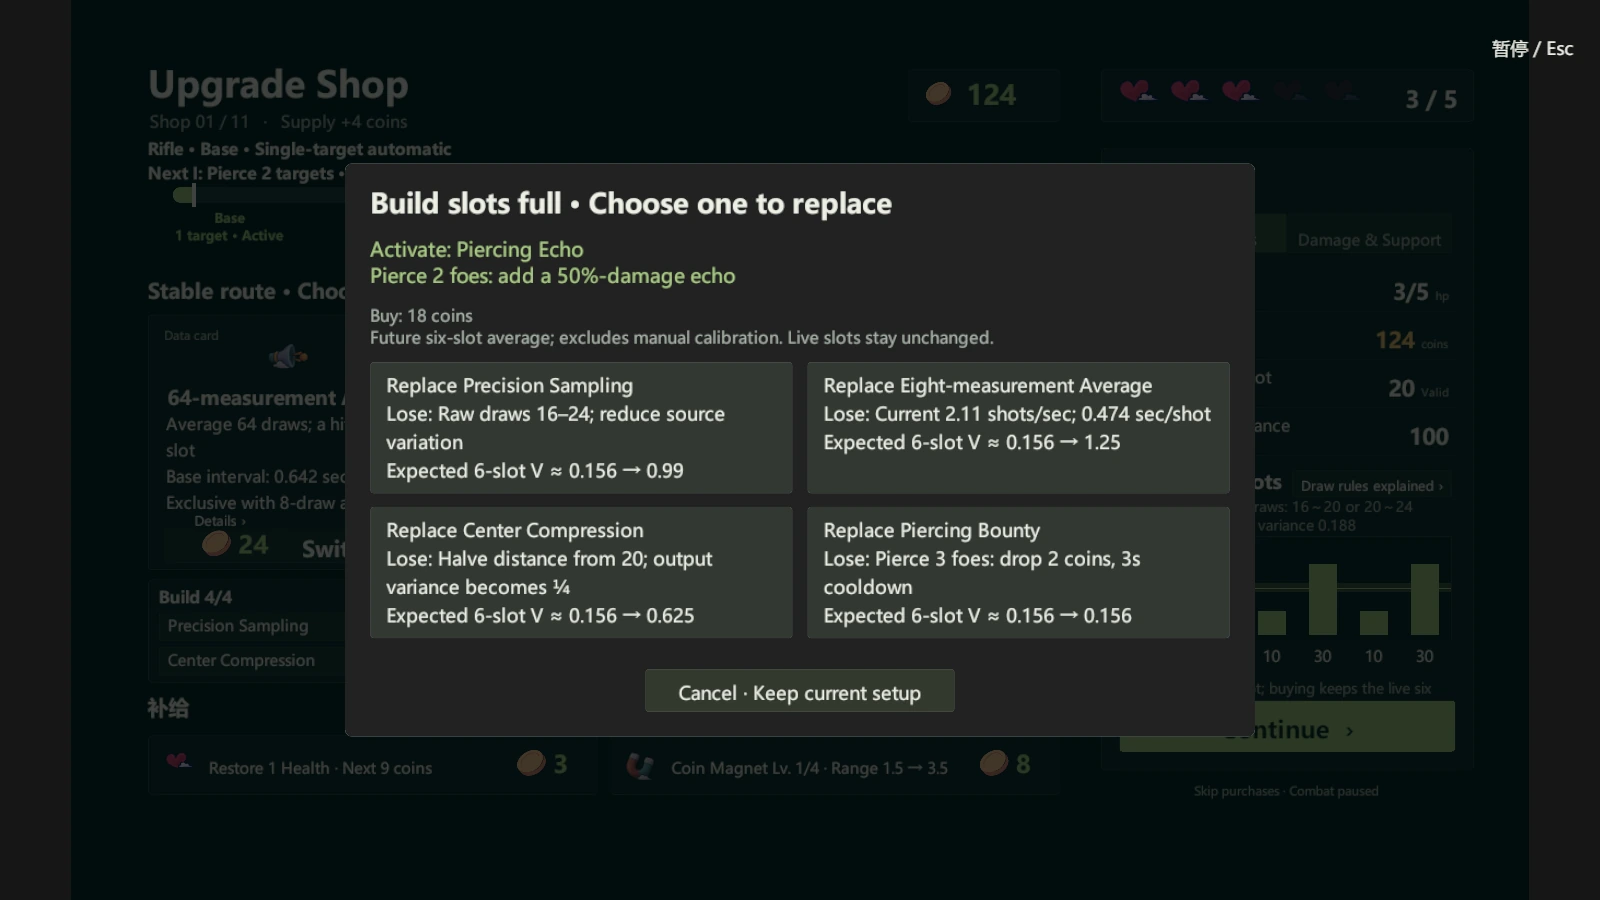 暂停 / Esc
Upgrade Shop
124
3 / 5
Shop 01 / 11 · Supply +4 coins
Rifle • Base • Single-target automatic
Next I: Pierce 2 targets •
Base
1 target • Active
Build slots full • Choose one to replace
Activate: Piercing Echo
Pierce 2 foes: add a 50%-damage echo
Buy: 18 coins
Future six-slot average; excludes manual calibration. Live slots stay unchanged.
Replace Precision Sampling
Lose: Raw draws 16–24; reduce source
variation
Expected 6-slot V ≈ 0.156 → 0.99
Replace Eight-measurement Average
Lose: Current 2.11 shots/sec; 0.474 sec/shot
Expected 6-slot V ≈ 0.156 → 1.25
Replace Center Compression
Lose: Halve distance from 20; output
variance becomes ¼
Expected 6-slot V ≈ 0.156 → 0.625
Replace Piercing Bounty
Lose: Pierce 3 foes: drop 2 coins, 3s
cooldown
Expected 6-slot V ≈ 0.156 → 0.156
Cancel · Keep current setup
Stable route •
Data card
64-measurement
Average 64 draws; a
slot
Base interval: 0.642
Exclusive with 8-draw
Details ›
24
Build 4/4
Precision Sampling
Center Compression
补给
Restore 1 Health · Next 9 coins
3
Coin Magnet Lv. 1/4 · Range 1.5 → 3.5
8
Damage & Support
3/5 hp
124 coins
20 Valid
100
Draw rules explained ›
16 ~ 20 or 20 ~ 24
variance 0.188
10
30
10
30
buying keeps the live six
›
Skip purchases · Combat paused